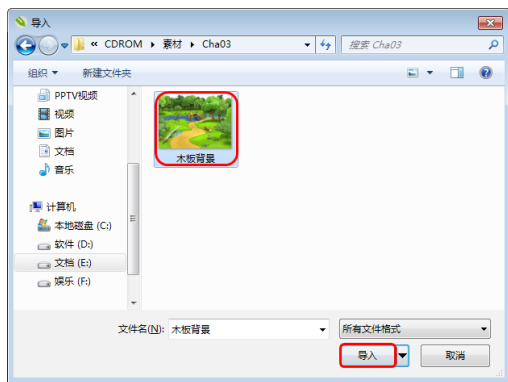 导入
« CDROM ▸ 素材 ▸ Cha03
搜索 Cha03
组织 新建文件夹
PPTV视频
视频
图片
文档
音乐
计算机
本地磁盘 (C:)
软件 (D:)
文档 (E:)
娱乐 (F:)
木板背景
文件名(N): 木板背景 所有文件格式
导入 取消